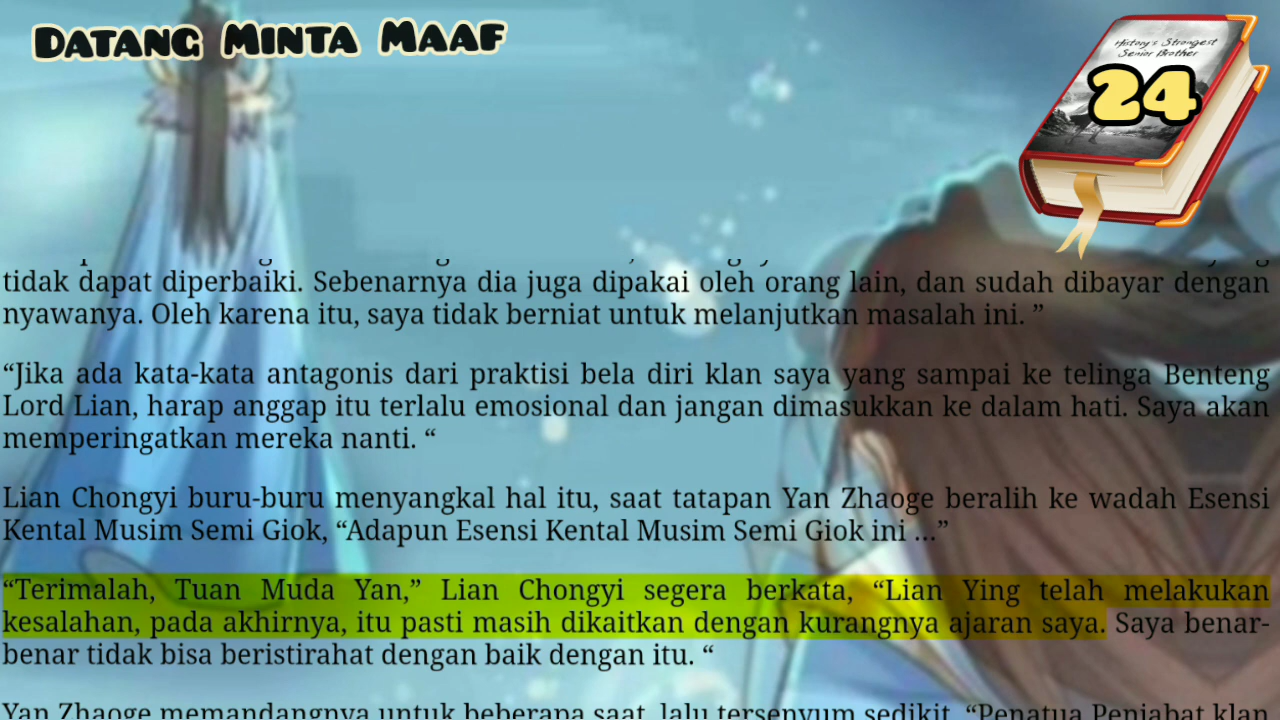 Datang Minta Maaf
History's Strongest
Senior Brother
24
tidak dapat diperbaiki. Sebenarnya dia juga dipakai oleh orang lain, dan sudah dibayar dengan
nyawanya. Oleh karena itu, saya tidak berniat untuk melanjutkan masalah ini. ”
“Jika ada kata-kata antagonis dari praktisi bela diri klan saya yang sampai ke telinga Benteng
Lord Lian, harap anggap itu terlalu emosional dan jangan dimasukkan ke dalam hati. Saya akan
memperingatkan mereka nanti. “
Lian Chongyi buru-buru menyangkal hal itu, saat tatapan Yan Zhaoge beralih ke wadah Esensi
Kental Musim Semi Giok, “Adapun Esensi Kental Musim Semi Giok ini ...”
“Terimalah, Tuan Muda Yan,” Lian Chongyi segera berkata, “Lian Ying telah melakukan
kesalahan, pada akhirnya, itu pasti masih dikaitkan dengan kurangnya ajaran saya. Saya benar-
benar tidak bisa beristirahat dengan baik dengan itu. “
Yan Zhaoge memandangnya untuk beberapa saat, lalu tersenyum sedikit, “Penatua Penjabat klan